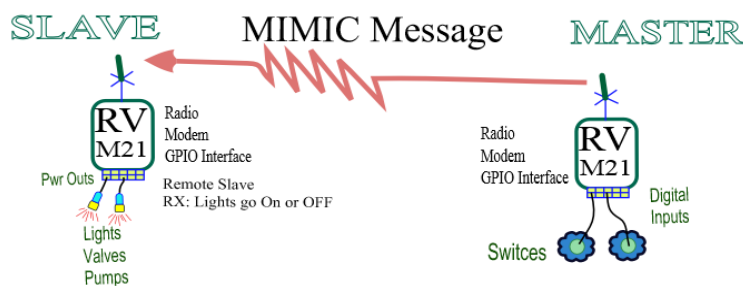 SLAVE
MIMIC Message
MASTER
RV
M21
Radio
Modem
GPIO Interface
Pwr Outs
Remote Slave
RX: Lights go On or OFF
Lights
Valves
Pumps
Radio
Modem
GPIO Interface
RV
M21
Digital
Inputs
Switces